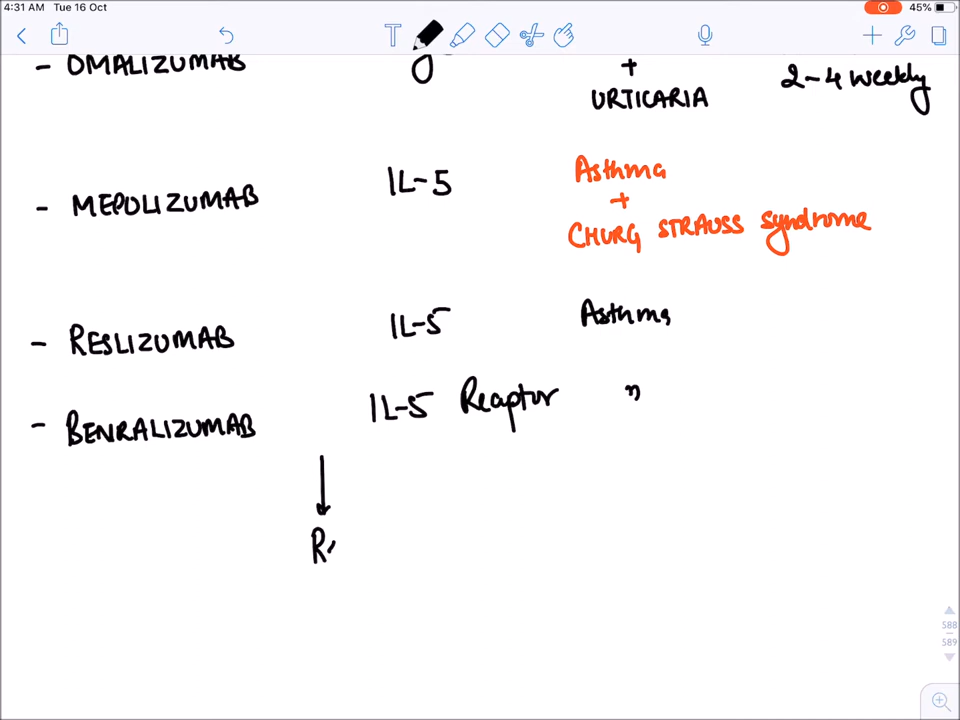 4:31 AM Tue 16 Oct
45%
T
- OMALIZUMAB
+
URTICARIA
2-4 weekly
- MEPOLIZUMAB IL-5 Asthma
+
CHURG STRAUSS syndrome
- RESLIZUMAB IL-5 Asthma
- BENRALIZUMAB IL-5 Reaptor "
R
588
589